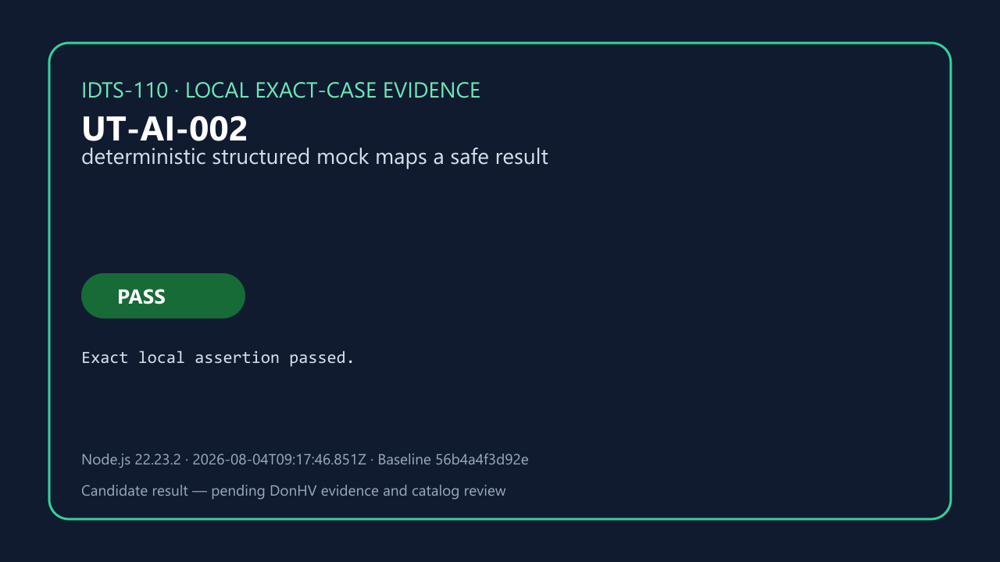 IDTS-110 · LOCAL EXACT-CASE EVIDENCE
UT-AI-002
deterministic structured mock maps a safe result
PASS
Exact local assertion passed.
Node.js 22.23.2 · 2026-08-04T09:17:46.851Z · Baseline 56b4a4f3d92e
Candidate result — pending DonHV evidence and catalog review